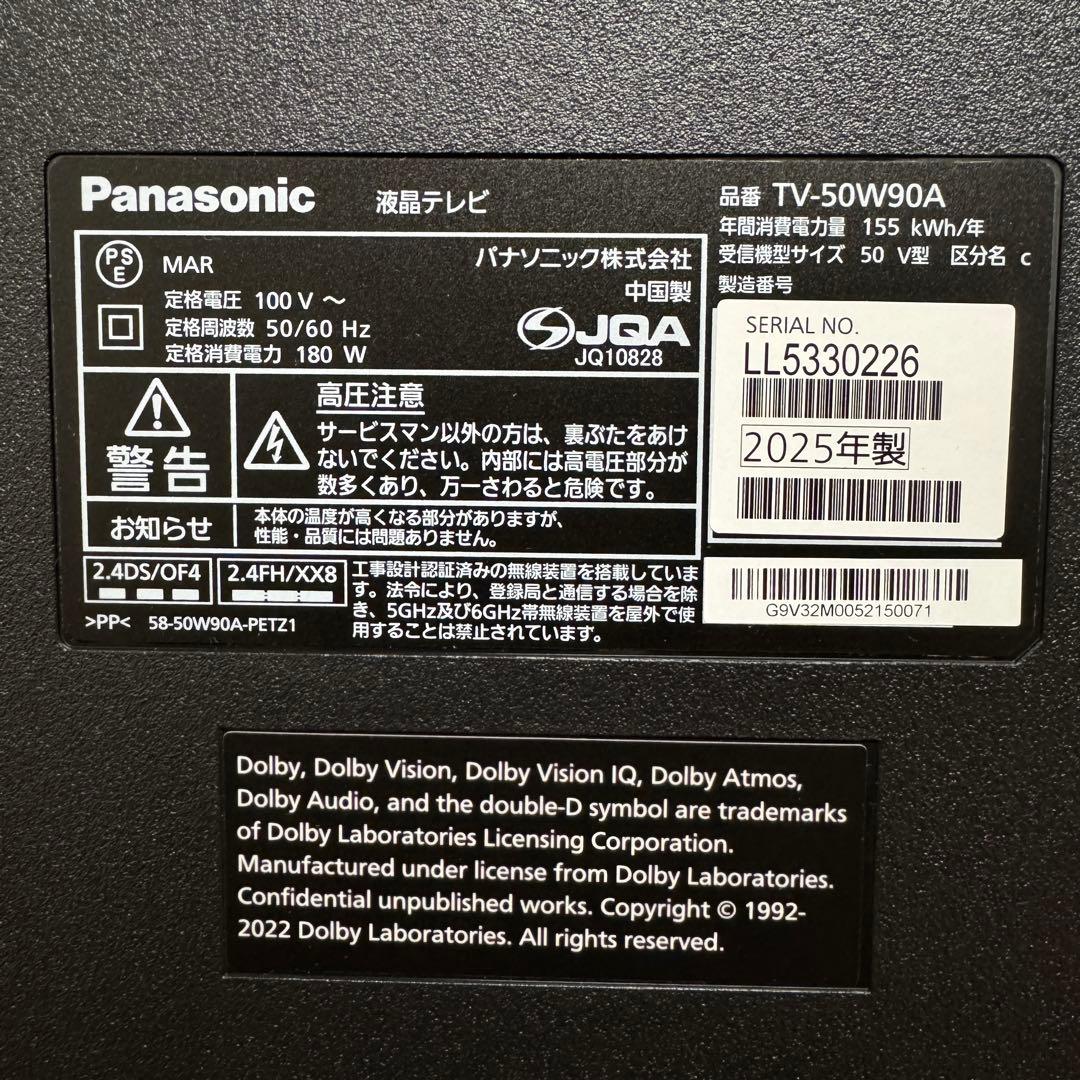 Panasonic 液晶テレビ
品番 TV-50W90A
年間消費電力量 155 kWh/年
受信機型サイズ 50 V型 区分名 c
製造番号
SERIAL NO.
LL5330226
2025年製
G9V32M0052150071
PS
E
MAR
パナソニック株式会社
中国製
定格電圧 100 V ～
定格周波数 50/60 Hz
定格消費電力 180 W
JQA
JQ10828
警告
高圧注意
サービスマン以外の方は、裏ぶたをあけ
ないでください。内部には高電圧部分が
数多くあり、万一さわると危険です。
お知らせ
本体の温度が高くなる部分がありますが、
性能・品質には問題ありません。
2.4DS/OF4
2.4FH/XX8
工事設計認証済みの無線装置を搭載していま
す。法令により、登録局と通信する場合を除
き、5GHz及び6GHz帯無線装置を屋外で使
用することは禁止されています。
>PP< 58-50W90A-PETZ1
Dolby, Dolby Vision, Dolby Vision IQ, Dolby Atmos,
Dolby Audio, and the double-D symbol are trademarks
of Dolby Laboratories Licensing Corporation.
Manufactured under license from Dolby Laboratories.
Confidential unpublished works. Copyright © 1992-
2022 Dolby Laboratories. All rights reserved.